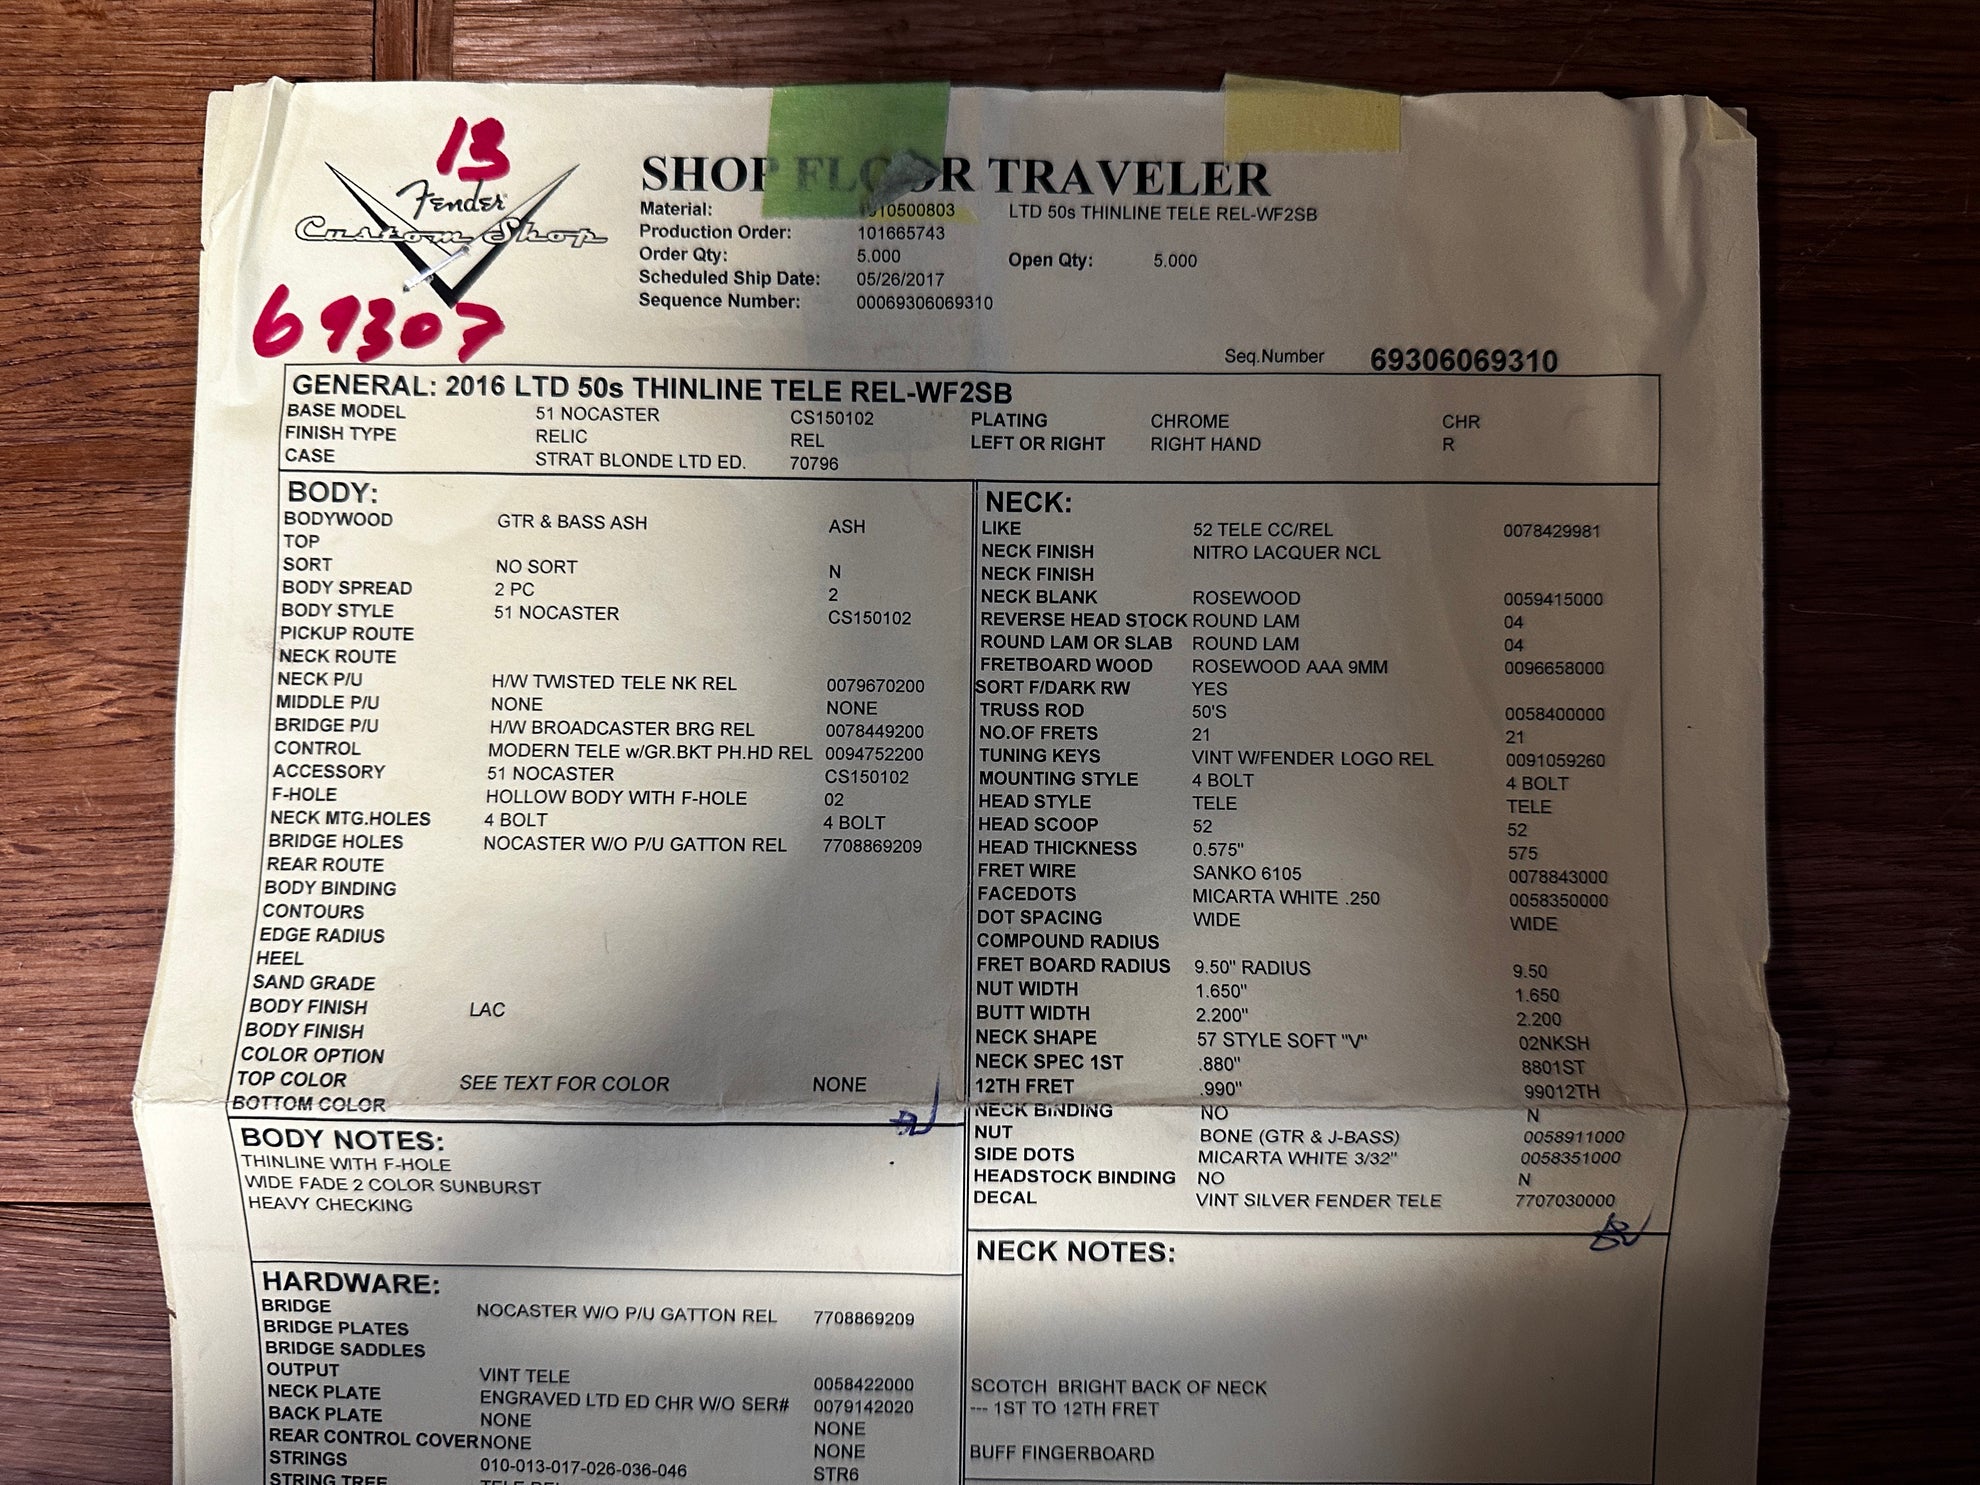 13
Fender
Custom Shop
69307
SHOP FLOOR TRAVELER
Material: 1510500803 LTD 50s THINLINE TELE REL-WF2SB
Production Order: 101665743
Order Qty: 5.000 Open Qty: 5.000
Scheduled Ship Date: 05/26/2017
Sequence Number: 00069306069310
Seq.Number 69306069310
GENERAL: 2016 LTD 50s THINLINE TELE REL-WF2SB
BASE MODEL 51 NOCASTER CS150102 PLATING CHROME CHR
FINISH TYPE RELIC REL LEFT OR RIGHT RIGHT HAND R
CASE STRAT BLONDE LTD ED. 70796
BODY:
BODYWOOD GTR & BASS ASH ASH
TOP
SORT NO SORT N
BODY SPREAD 2 PC 2
BODY STYLE 51 NOCASTER CS150102
PICKUP ROUTE
NECK ROUTE
NECK P/U H/W TWISTED TELE NK REL 0079670200
MIDDLE P/U NONE NONE
BRIDGE P/U H/W BROADCASTER BRG REL 0078449200
CONTROL MODERN TELE w/GR.BKT PH.HD REL 0094752200
ACCESSORY 51 NOCASTER CS150102
F-HOLE HOLLOW BODY WITH F-HOLE 02
NECK MTG.HOLES 4 BOLT 4 BOLT
BRIDGE HOLES NOCASTER W/O P/U GATTON REL 7708869209
REAR ROUTE
BODY BINDING
CONTOURS
EDGE RADIUS
HEEL
SAND GRADE
BODY FINISH LAC
BODY FINISH
COLOR OPTION
TOP COLOR SEE TEXT FOR COLOR NONE
BOTTOM COLOR
BODY NOTES:
THINLINE WITH F-HOLE
WIDE FADE 2 COLOR SUNBURST
HEAVY CHECKING
HARDWARE:
BRIDGE NOCASTER W/O P/U GATTON REL 7708869209
BRIDGE PLATES
BRIDGE SADDLES
OUTPUT VINT TELE 0058422000
NECK PLATE ENGRAVED LTD ED CHR W/O SER# 0079142020
BACK PLATE NONE NONE
REAR CONTROL COVER NONE NONE
STRINGS 010-013-017-026-036-046 STR6
STRING TREE
NECK:
LIKE 52 TELE CC/REL 0078429981
NECK FINISH NITRO LACQUER NCL
NECK FINISH
NECK BLANK ROSEWOOD 0059415000
REVERSE HEAD STOCK ROUND LAM 04
ROUND LAM OR SLAB ROUND LAM 04
FRETBOARD WOOD ROSEWOOD AAA 9MM 0096658000
SORT F/DARK RW YES
TRUSS ROD 50'S 0058400000
NO.OF FRETS 21 21
TUNING KEYS VINT W/FENDER LOGO REL 0091059260
MOUNTING STYLE 4 BOLT 4 BOLT
HEAD STYLE TELE TELE
HEAD SCOOP 52 52
HEAD THICKNESS 0.575" 575
FRET WIRE SANKO 6105 0078843000
FACEDOTS MICARTA WHITE .250 0058350000
DOT SPACING WIDE WIDE
COMPOUND RADIUS
FRET BOARD RADIUS 9.50" RADIUS 9.50
NUT WIDTH 1.650" 1.650
BUTT WIDTH 2.200" 2.200
NECK SHAPE 57 STYLE SOFT "V" 02NKSH
NECK SPEC 1ST .880" 8801ST
12TH FRET .990" 99012TH
NECK BINDING NO N
NUT BONE (GTR & J-BASS) 0058911000
SIDE DOTS MICARTA WHITE 3/32" 0058351000
HEADSTOCK BINDING NO N
DECAL VINT SILVER FENDER TELE 7707030000
NECK NOTES:
SCOTCH BRIGHT BACK OF NECK
--- 1ST TO 12TH FRET
BUFF FINGERBOARD